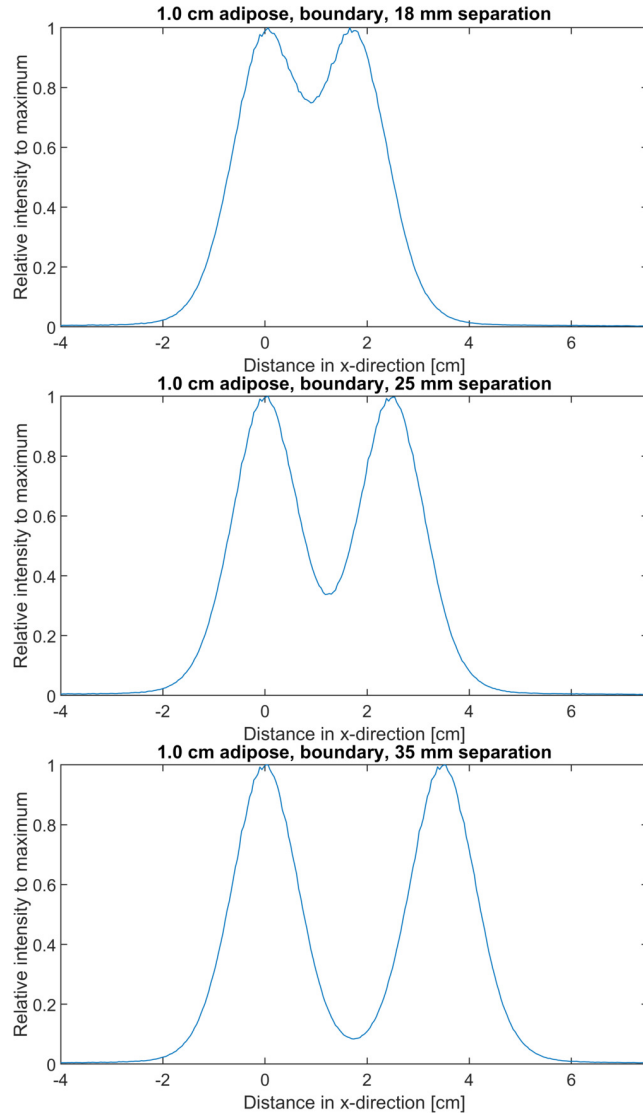 1.0 cm adipose, boundary, 18 mm separation
1
0.8
0.6
0.4
0.2
0
Relative intensity to maximum
-4 -2 0 2 4 6
Distance in x-direction [cm]
1.0 cm adipose, boundary, 25 mm separation
1
0.8
0.6
0.4
0.2
0
Relative intensity to maximum
-4 -2 0 2 4 6
Distance in x-direction [cm]
1.0 cm adipose, boundary, 35 mm separation
1
0.8
0.6
0.4
0.2
0
Relative intensity to maximum
-4 -2 0 2 4 6
Distance in x-direction [cm]